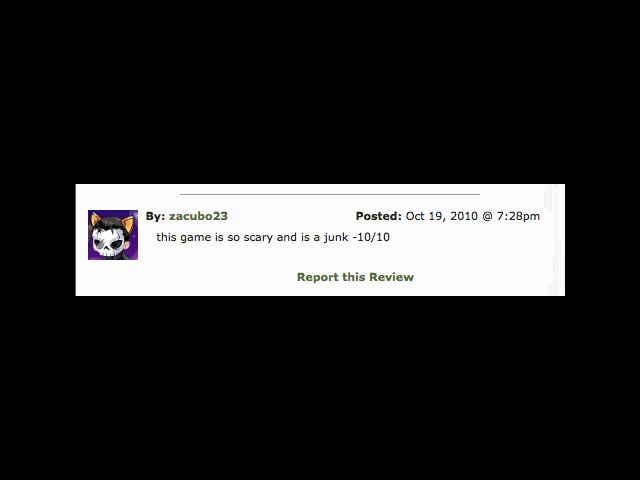 By: zacubo23 Posted: Oct 19, 2010 @ 7:28pm
this game is so scary and is a junk -10/10
Report this Review